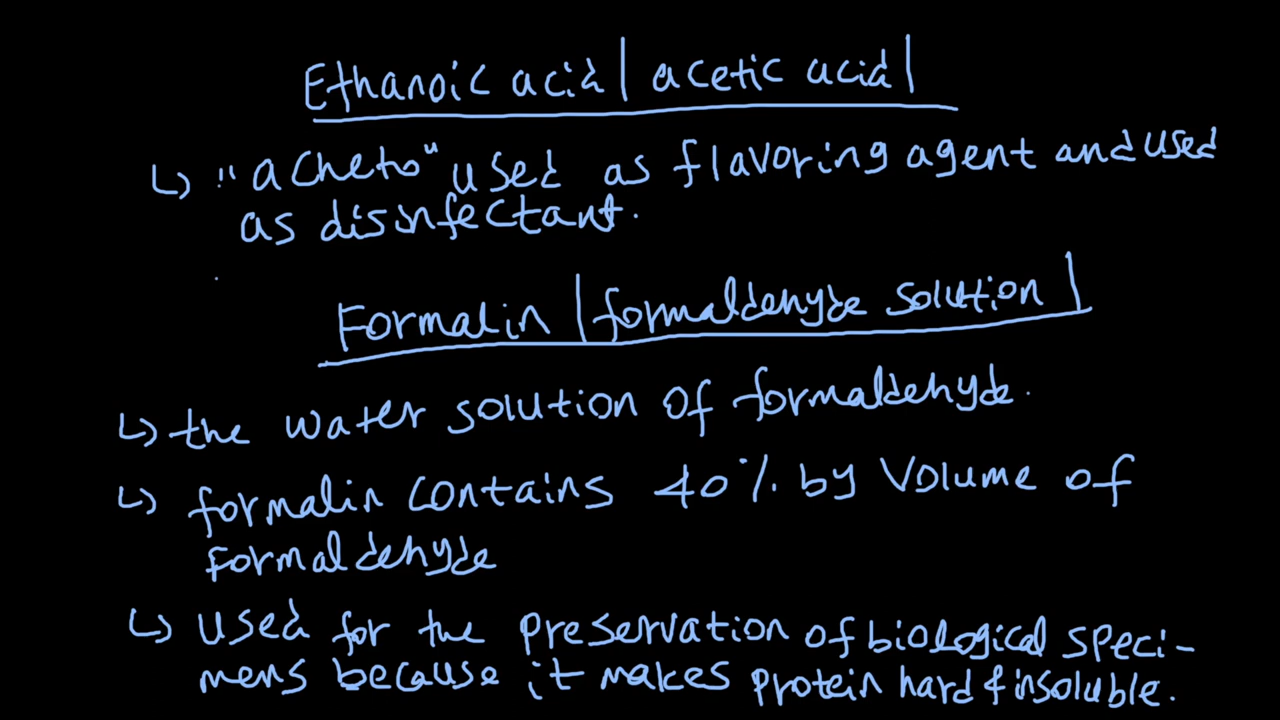 Ethanoic acid | acetic acid |
↳ "acheto" used as flavoring agent and used
as disinfectant.
Formalin | formaldehyde solution |
↳ the water solution of formaldehyde.
↳ formalin contains 40% by volume of
formaldehyde
↳ used for the preservation of biological speci-
mens because it makes protein hard & insoluble.